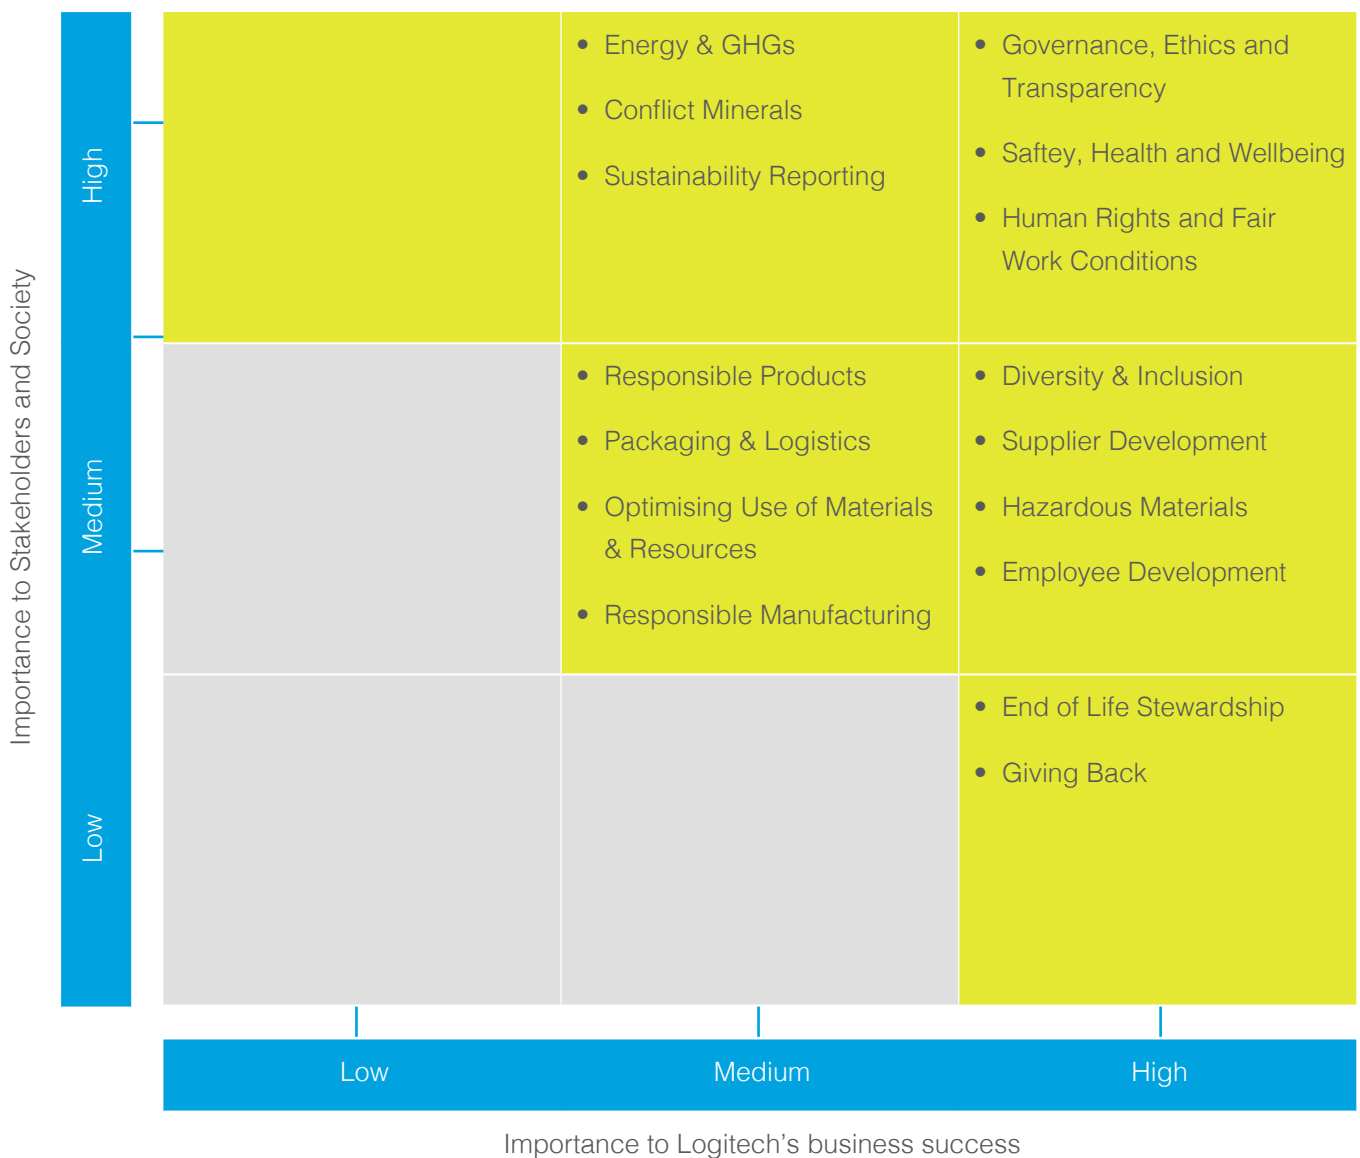 Importance to Stakeholders and Society
High
Medium
Low
• Energy & GHGs
• Conflict Minerals
• Sustainability Reporting
• Governance, Ethics and
Transparency
• Saftey, Health and Wellbeing
• Human Rights and Fair
Work Conditions
• Responsible Products
• Packaging & Logistics
• Optimising Use of Materials
& Resources
• Responsible Manufacturing
• Diversity & Inclusion
• Supplier Development
• Hazardous Materials
• Employee Development
• End of Life Stewardship
• Giving Back
Low
Medium
High
Importance to Logitech’s business success